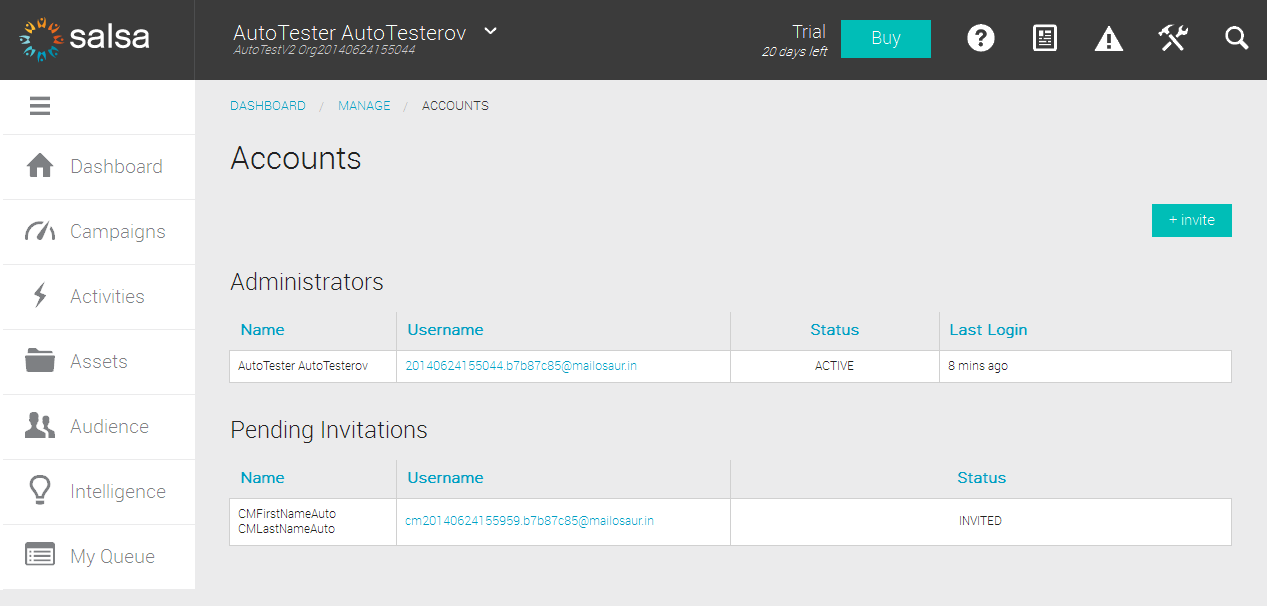 salsa
AutoTester AutoTesterov
AutoTestV2 Org20140624155044
Trial
20 days left
Buy
DASHBOARD / MANAGE / ACCOUNTS
Accounts
+ invite
Dashboard
Campaigns
Activities
Assets
Audience
Intelligence
My Queue
Administrators
Name Username Status Last Login
AutoTester AutoTesterov 20140624155044.b7b87c85@mailosaur.in ACTIVE 8 mins ago
Pending Invitations
Name Username Status
CMFirstNameAuto
CMLastNameAuto
cm20140624155959.b7b87c85@mailosaur.in INVITED